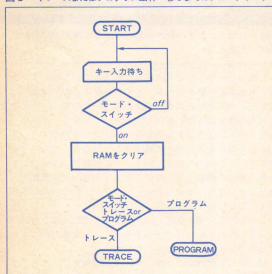 START
キー入力待ち
モード・
スイッチ
off
on
RAMをクリア
モード・
スイッチ
トレースor
プログラム
プログラム
トレース
PROGRAM
TRACE